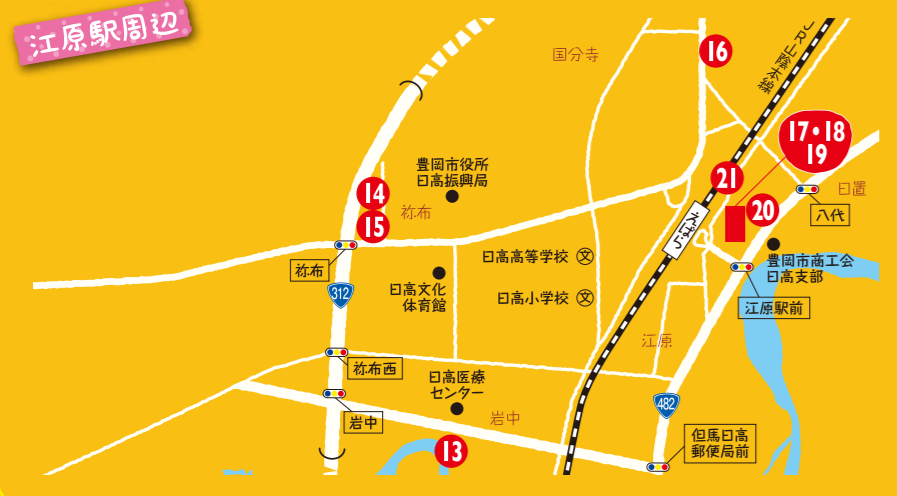 江原駅周辺
国分寺
16
JR山陰本線
17・18
19
豊岡市役所
日高振興局
21
14
祢布
20
日置
15
八代
えばら
日高高等学校
文
豊岡市商工会
日高支部
祢布
312
日高文化
体育館
日高小学校
文
江原駅前
江原
祢布西
日高医療
センター
482
岩中
岩中
13
但馬日高
郵便局前